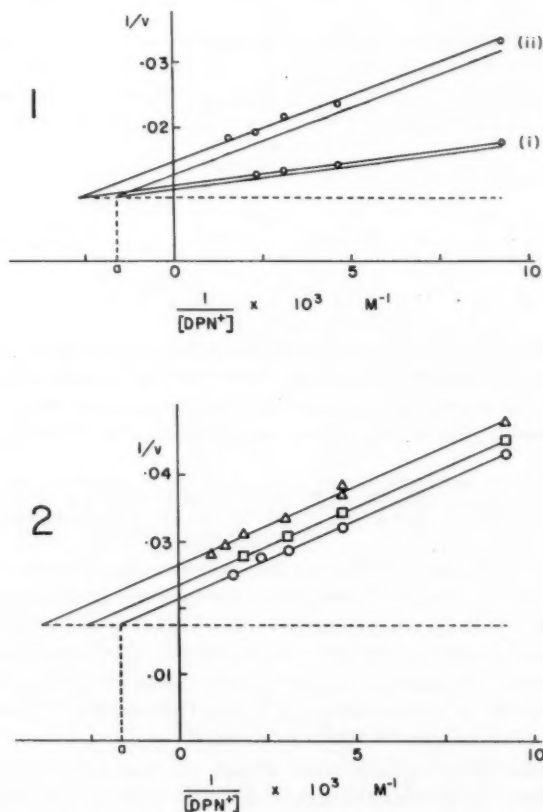 1
1/v
.03
.02
(ii)
(i)
a
0
5
10
1/[DPN+] x 10³ M⁻¹
2
1/v
.04
.03
.01
a
0
5
10
1/[DPN+] x 10³ M⁻¹